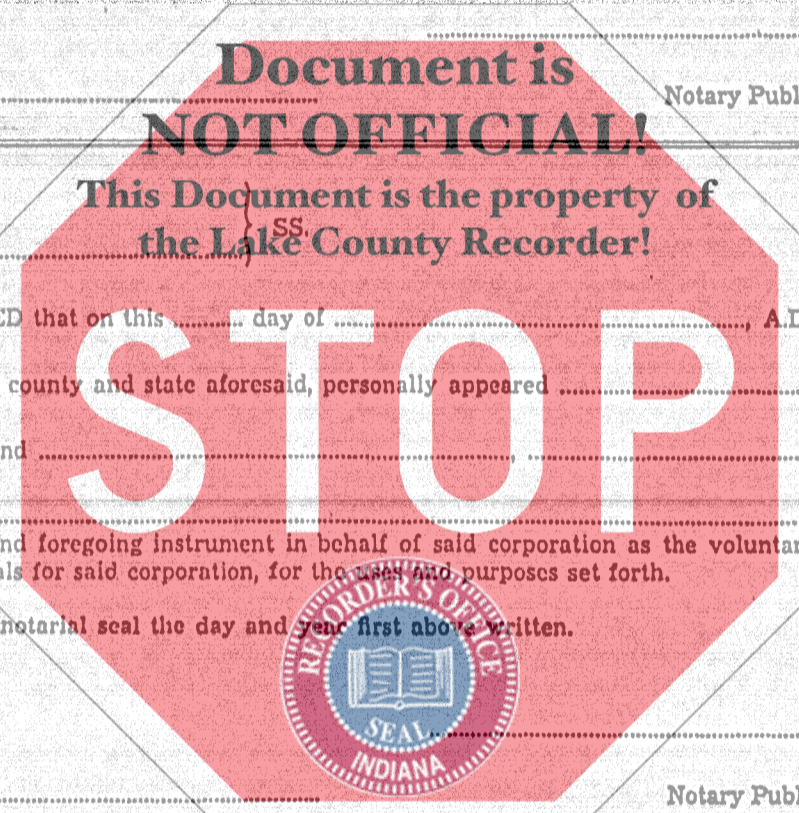 Document is
Notary Publ
NOT OFFICIAL!
This Document is the property of
SS.
the Lake County Recorder!
ED that on this ........ day of ........, A.D
STOP
county and state aforesaid, personally appeared
nd
nd foregoing instrument in behalf of said corporation as the voluntar
ls for said corporation, for the uses and purposes set forth.
notarial seal the day and year first above written.
RECORDER'S OFFICE
SEAL
INDIANA
Notary Publ